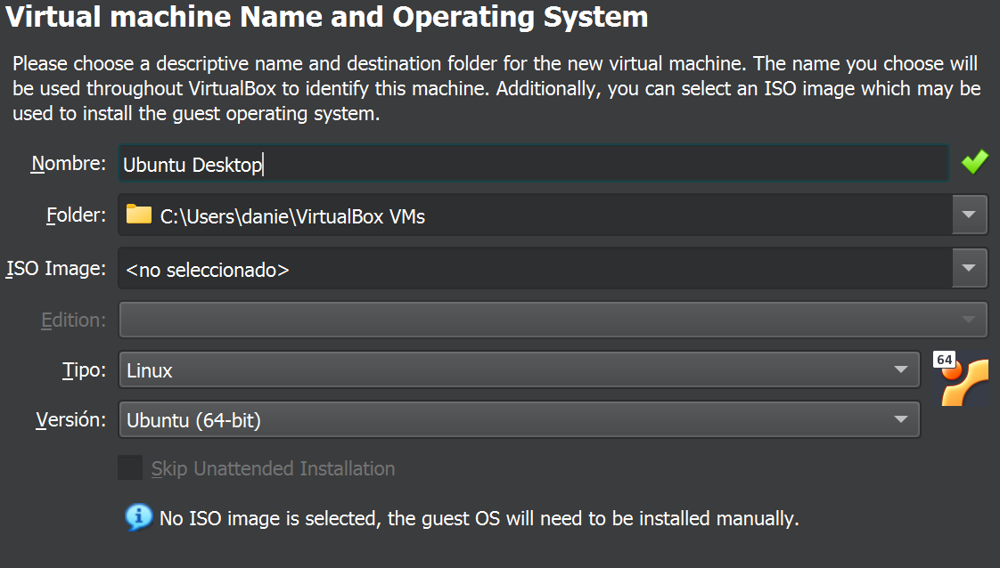 Virtual machine Name and Operating System
Please choose a descriptive name and destination folder for the new virtual machine. The name you choose will
be used throughout VirtualBox to identify this machine. Additionally, you can select an ISO image which may be
used to install the guest operating system.
Nombre: Ubuntu Desktop
Folder: C:\Users\danie\VirtualBox VMs
ISO Image: <no seleccionado>
Edition:
Tipo: Linux
64
Versión: Ubuntu (64-bit)
Skip Unattended Installation
No ISO image is selected, the guest OS will need to be installed manually.